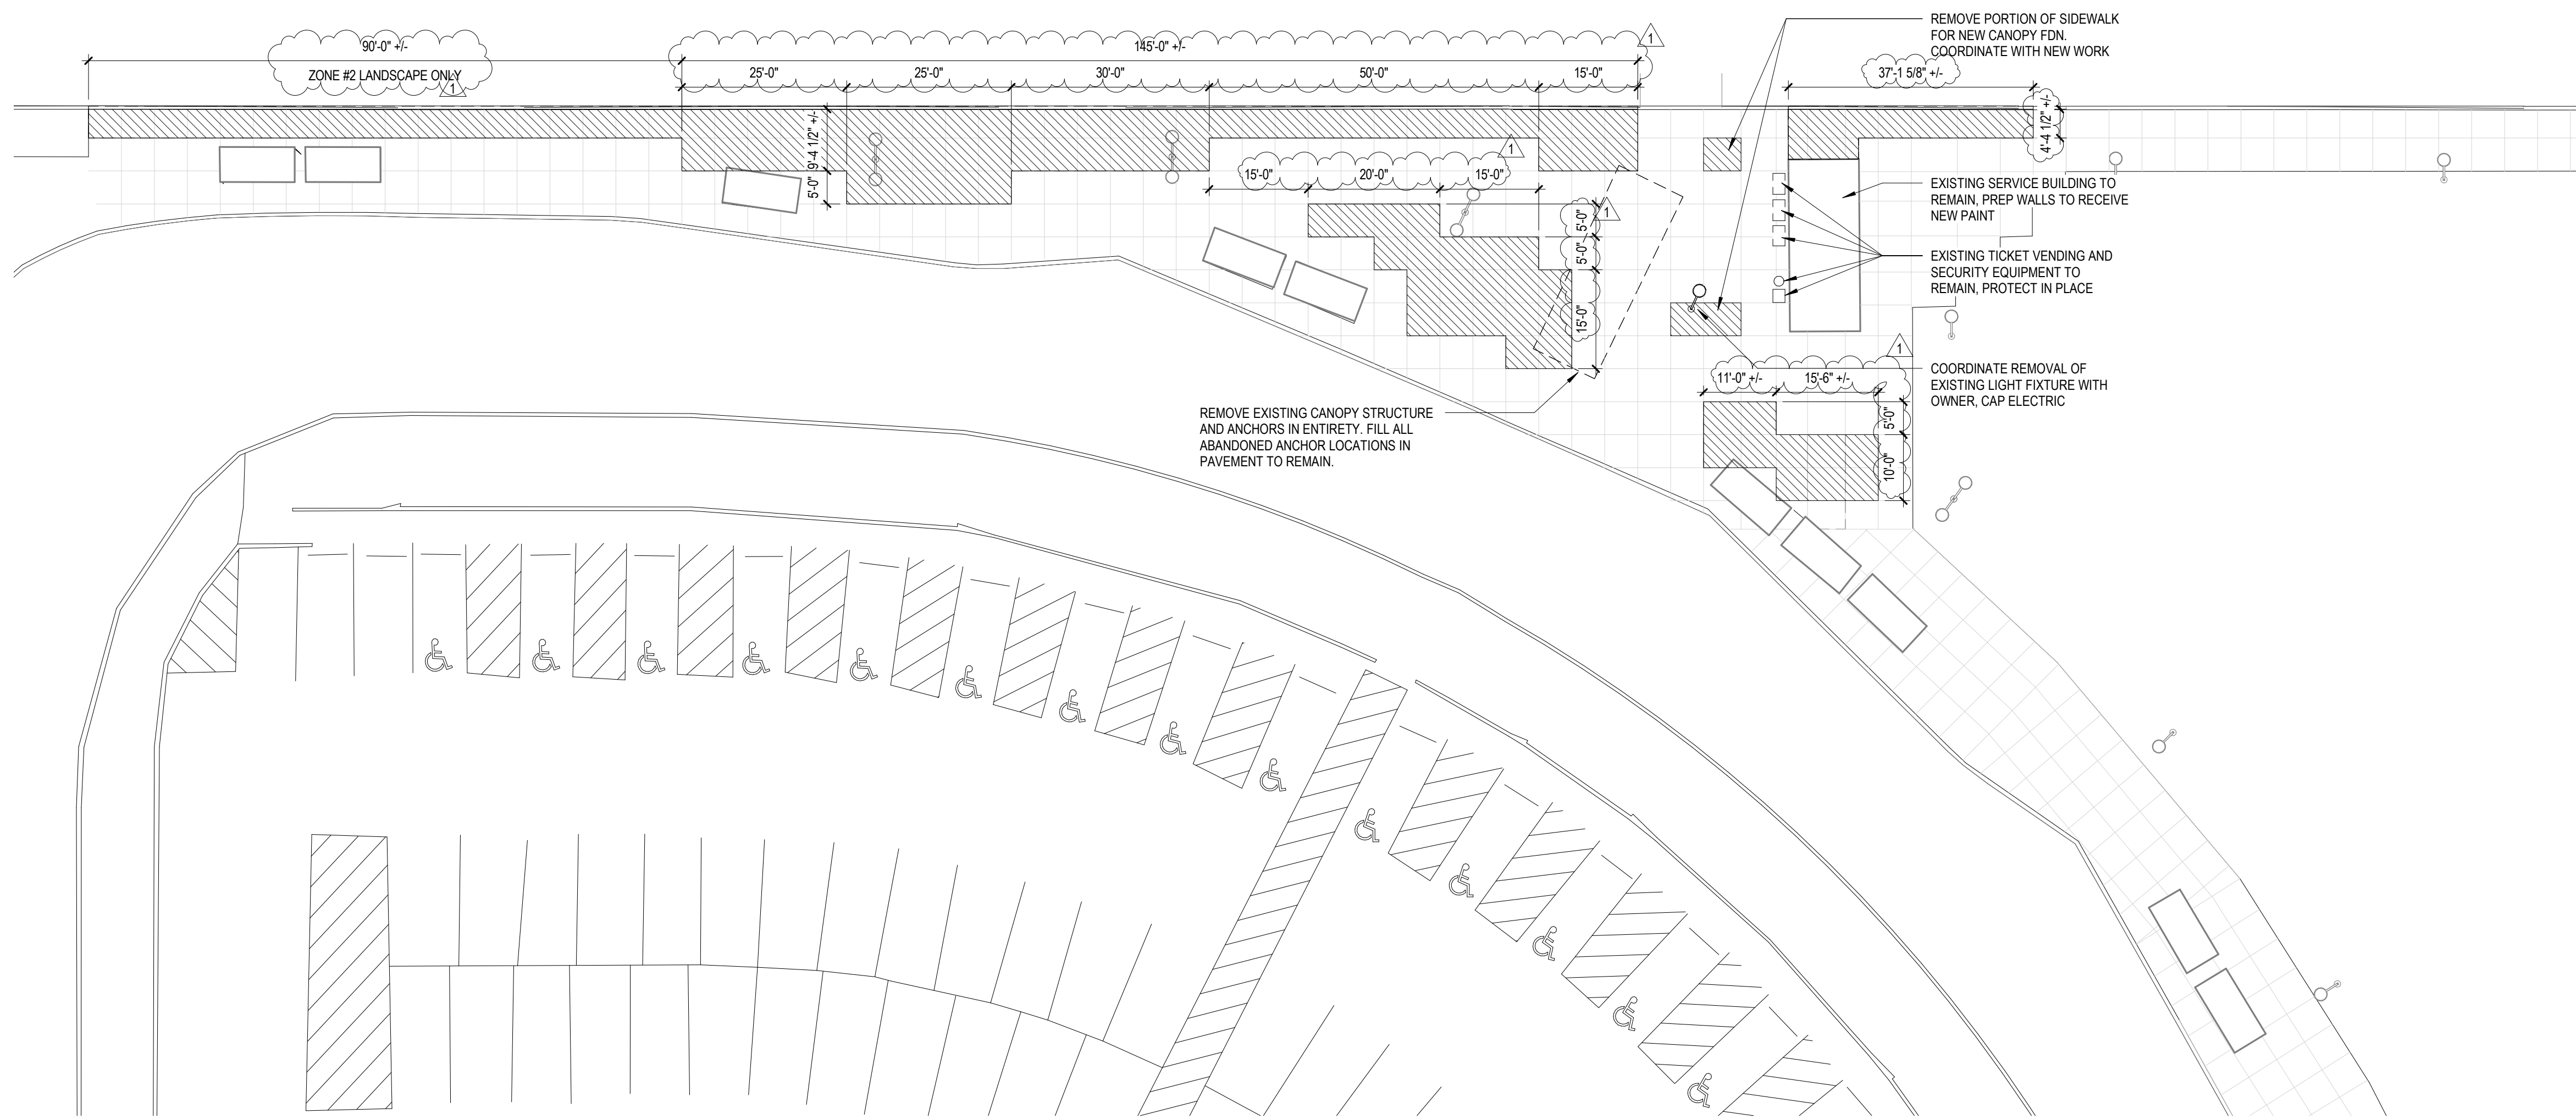 REMOVE PORTION OF SIDEWALK
FOR NEW CANOPY FDN.
COORDINATE WITH NEW WORK
90'-0" +/-
145'-0" +/-
1
ZONE #2 LANDSCAPE ONLY
1
25'-0"
25'-0"
30'-0"
50'-0"
15'-0"
37'-1 5/8" +/-
4'-4 1/2" +/-
9'-4 1/2" +/-
5'-0"
1
15'-0"
20'-0"
15'-0"
1
5'-0"
5'-0"
15'-0"
EXISTING SERVICE BUILDING TO
REMAIN, PREP WALLS TO RECEIVE
NEW PAINT
EXISTING TICKET VENDING AND
SECURITY EQUIPMENT TO
REMAIN, PROTECT IN PLACE
1
11'-0" +/-
15'-6" +/-
5'-0"
10'-0"
COORDINATE REMOVAL OF
EXISTING LIGHT FIXTURE WITH
OWNER, CAP ELECTRIC
REMOVE EXISTING CANOPY STRUCTURE
AND ANCHORS IN ENTIRETY. FILL ALL
ABANDONED ANCHOR LOCATIONS IN
PAVEMENT TO REMAIN.